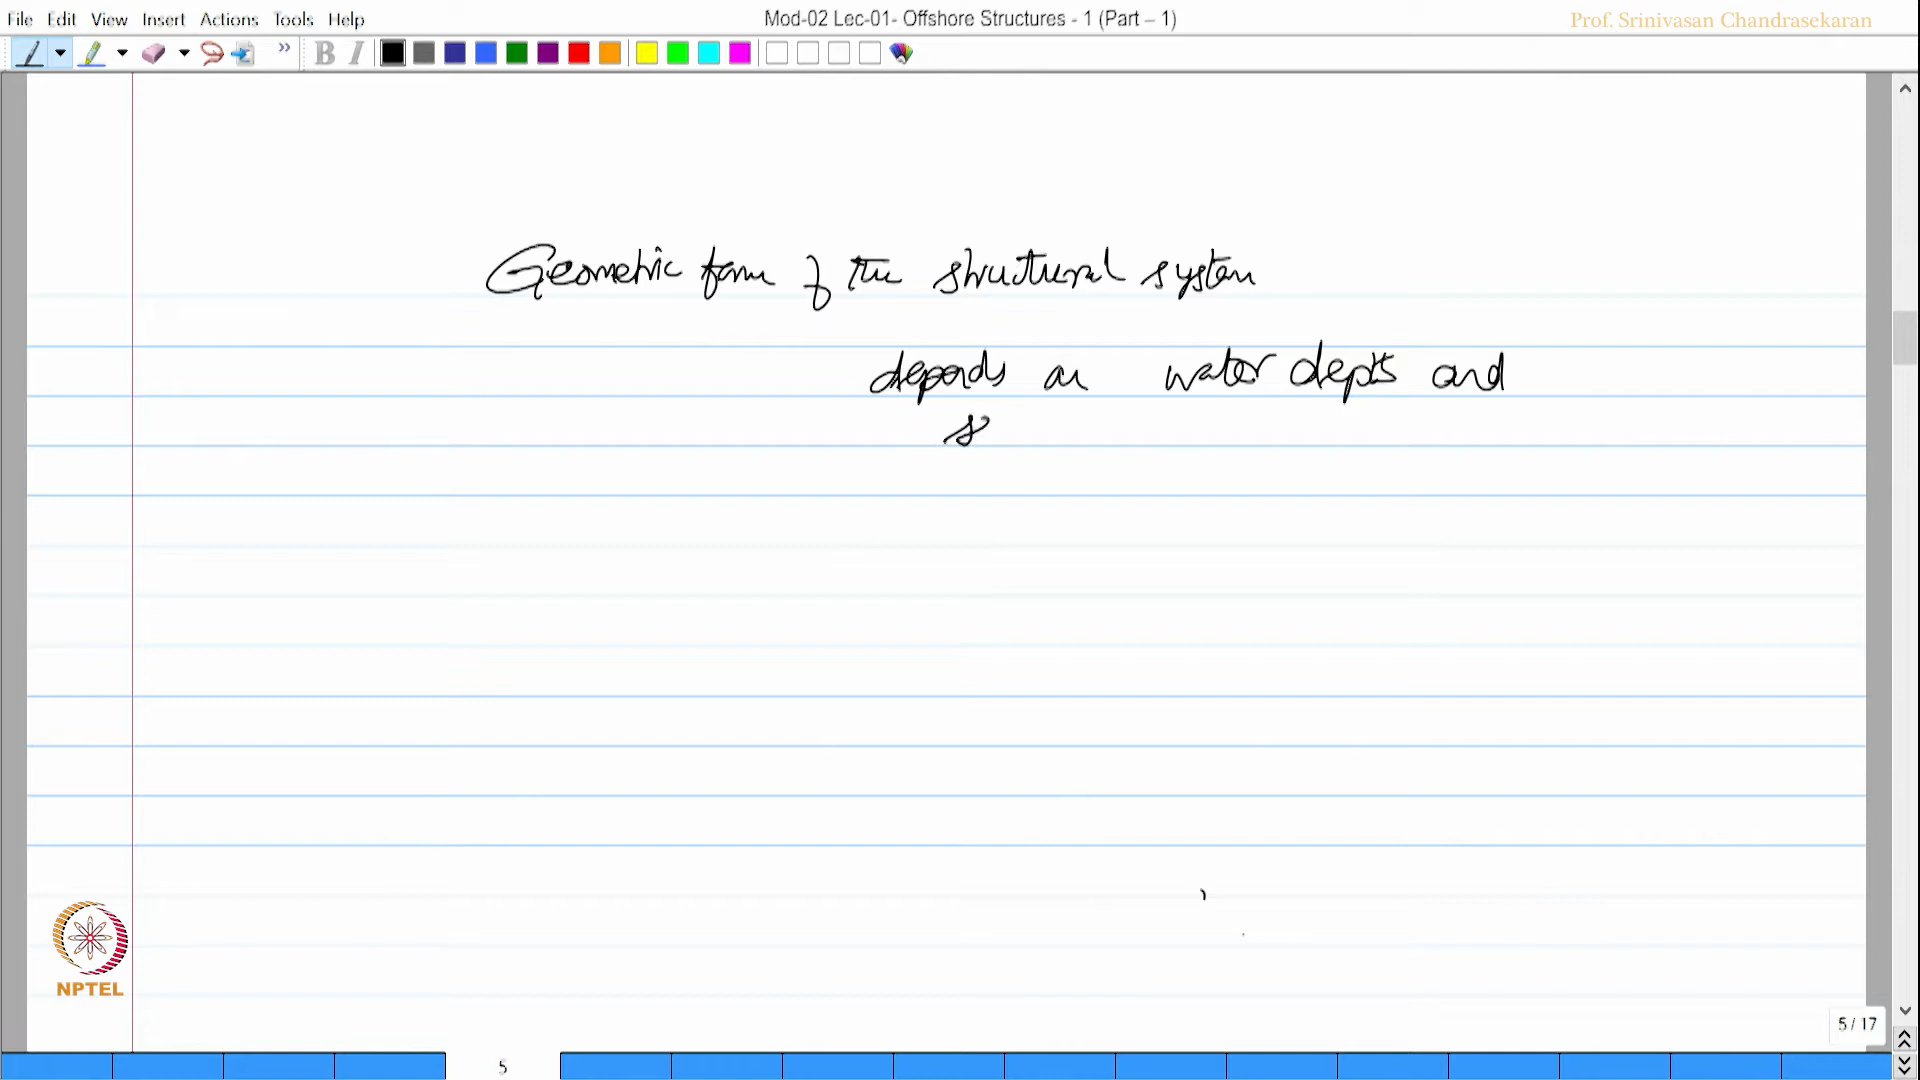 File Edit View Insert Actions Tools Help
Mod-02 Lec-01- Offshore Structures - 1 (Part – 1)
Prof. Srinivasan Chandrasekaran
B I
Geometric form of the structural system
depends on water depth and
s
NPTEL
5 / 17
5